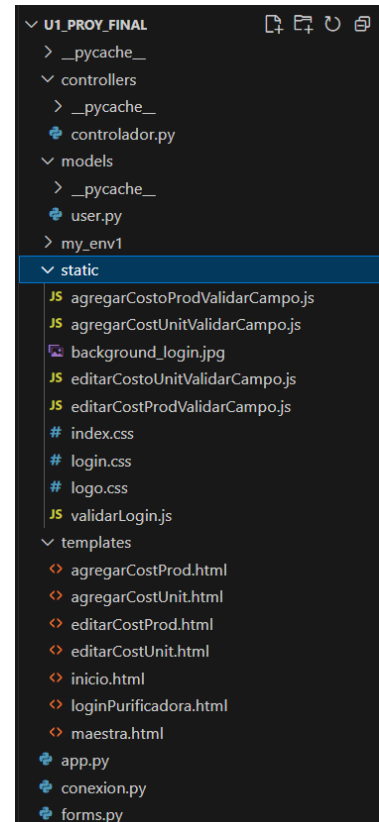 U1_PROY_FINAL
__pycache__
controllers
__pycache__
controlador.py
models
__pycache__
user.py
my_env1
static
JS agregarCostoProdValidarCampo.js
JS agregarCostUnitValidarCampo.js
background_login.jpg
JS editarCostoUnitValidarCampo.js
JS editarCostProdValidarCampo.js
# index.css
# login.css
# logo.css
JS validarLogin.js
templates
<> agregarCostProd.html
<> agregarCostUnit.html
<> editarCostProd.html
<> editarCostUnit.html
<> inicio.html
<> loginPurificadora.html
<> maestra.html
app.py
conexion.py
forms.py